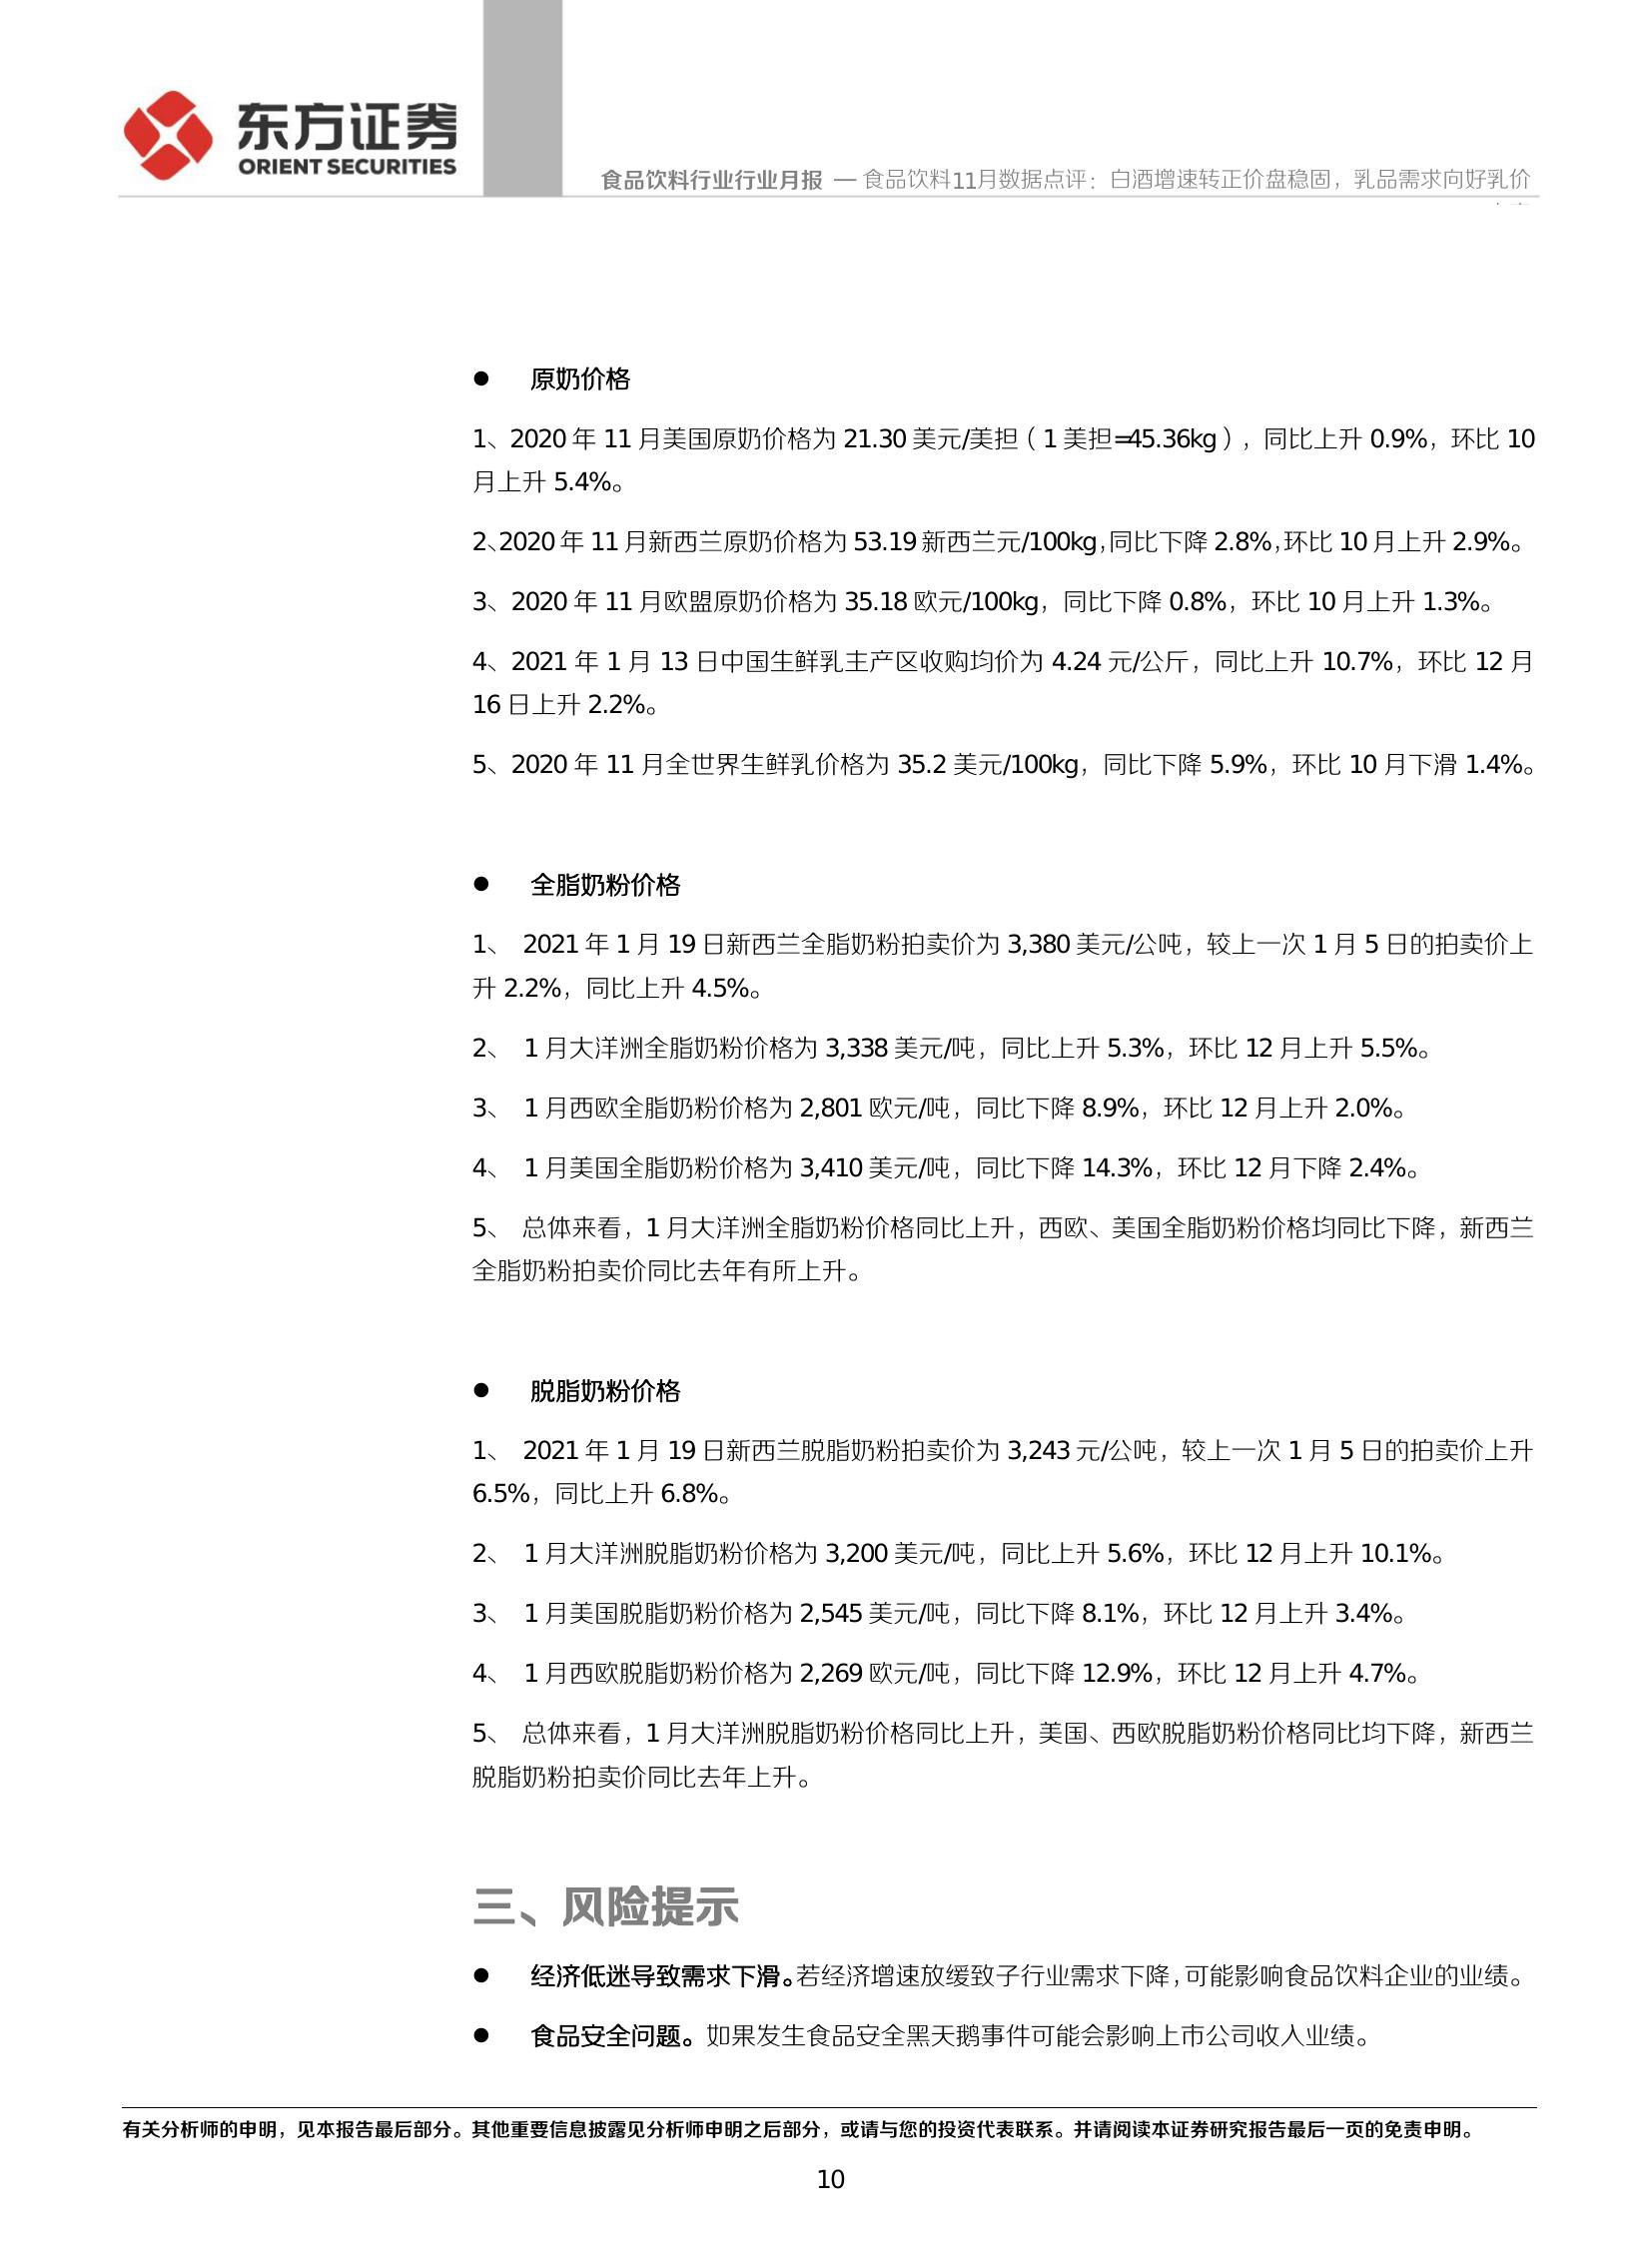 东方证券
ORIENT SECURITIES
食品饮料行业行业月报 — 食品饮料11月数据点评：白酒增速转正价盘稳固，乳品需求向好乳价
● 原奶价格
1、2020 年 11 月美国原奶价格为 21.30 美元/美担（1 美担=45.36kg），同比上升 0.9%，环比 10
月上升 5.4%。
2、2020 年 11 月新西兰原奶价格为 53.19 新西兰元/100kg，同比下降 2.8%，环比 10 月上升 2.9%。
3、2020 年 11 月欧盟原奶价格为 35.18 欧元/100kg，同比下降 0.8%，环比 10 月上升 1.3%。
4、2021 年 1 月 13 日中国生鲜乳主产区收购均价为 4.24 元/公斤，同比上升 10.7%，环比 12 月
16 日上升 2.2%。
5、2020 年 11 月全世界生鲜乳价格为 35.2 美元/100kg，同比下降 5.9%，环比 10 月下滑 1.4%。
● 全脂奶粉价格
1、 2021 年 1 月 19 日新西兰全脂奶粉拍卖价为 3,380 美元/公吨，较上一次 1 月 5 日的拍卖价上
升 2.2%，同比上升 4.5%。
2、 1 月大洋洲全脂奶粉价格为 3,338 美元/吨，同比上升 5.3%，环比 12 月上升 5.5%。
3、 1 月西欧全脂奶粉价格为 2,801 欧元/吨，同比下降 8.9%，环比 12 月上升 2.0%。
4、 1 月美国全脂奶粉价格为 3,410 美元/吨，同比下降 14.3%，环比 12 月下降 2.4%。
5、 总体来看，1 月大洋洲全脂奶粉价格同比上升，西欧、美国全脂奶粉价格均同比下降，新西兰
全脂奶粉拍卖价同比去年有所上升。
● 脱脂奶粉价格
1、 2021 年 1 月 19 日新西兰脱脂奶粉拍卖价为 3,243 元/公吨，较上一次 1 月 5 日的拍卖价上升
6.5%，同比上升 6.8%。
2、 1 月大洋洲脱脂奶粉价格为 3,200 美元/吨，同比上升 5.6%，环比 12 月上升 10.1%。
3、 1 月美国脱脂奶粉价格为 2,545 美元/吨，同比下降 8.1%，环比 12 月上升 3.4%。
4、 1 月西欧脱脂奶粉价格为 2,269 欧元/吨，同比下降 12.9%，环比 12 月上升 4.7%。
5、 总体来看，1 月大洋洲脱脂奶粉价格同比上升，美国、西欧脱脂奶粉价格同比均下降，新西兰
脱脂奶粉拍卖价同比去年上升。
三、风险提示
● 经济低迷导致需求下滑。若经济增速放缓致子行业需求下降，可能影响食品饮料企业的业绩。
● 食品安全问题。如果发生食品安全黑天鹅事件可能会影响上市公司收入业绩。
有关分析师的申明，见本报告最后部分。其他重要信息披露见分析师申明之后部分，或请与您的投资代表联系。并请阅读本证券研究报告最后一页的免责申明。
10